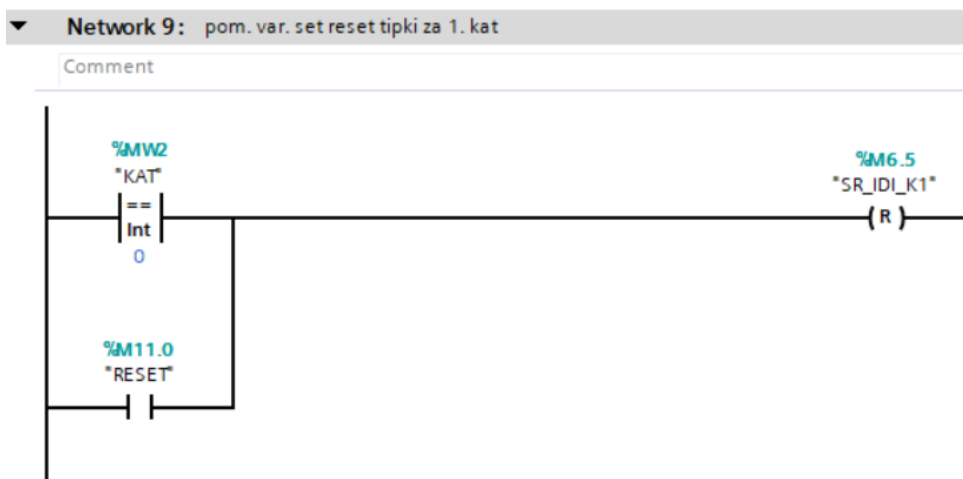 Network 9: pom. var. set reset tipki za 1. kat
Comment
%MW2
"KAT"
==
Int
0
%M6.5
"SR_IDI_K1"
R
%M11.0
"RESET"